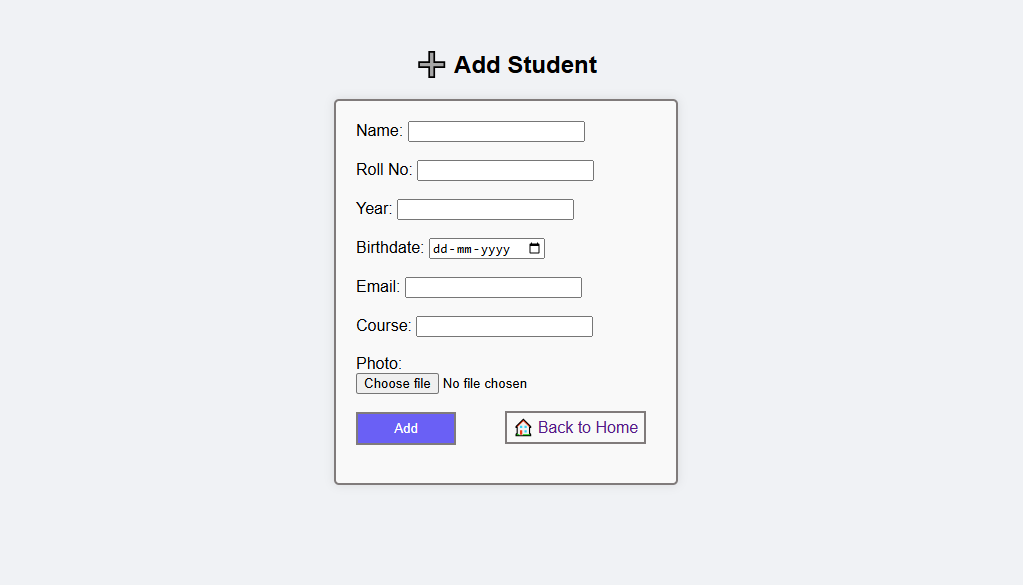 Add Student
Name:
Roll No:
Year:
Birthdate: dd-mm-yyyy
Email:
Course:
Photo:
Choose file No file chosen
Add Back to Home